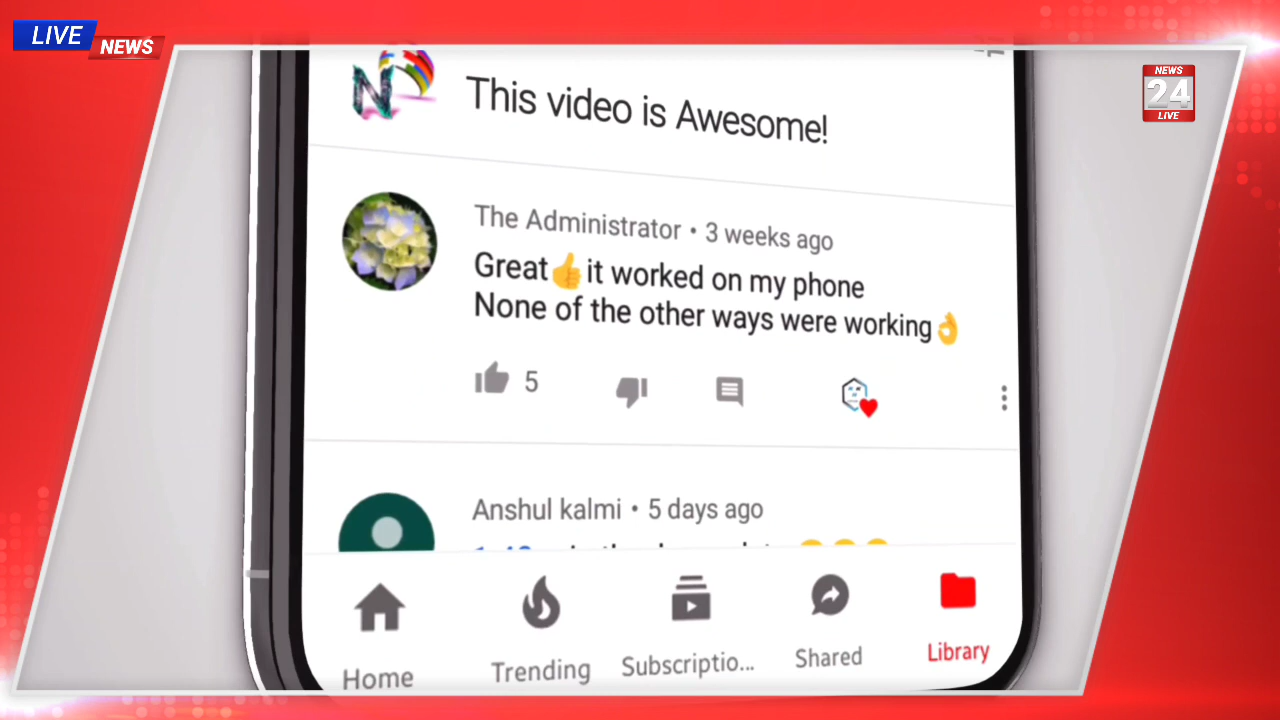 LIVE
NEWS
NEWS
24
LIVE
This video is Awesome!
The Administrator • 3 weeks ago
Great👍it worked on my phone
None of the other ways were working👌
5
Anshul kalmi • 5 days ago
Home
Trending
Subscriptio...
Shared
Library